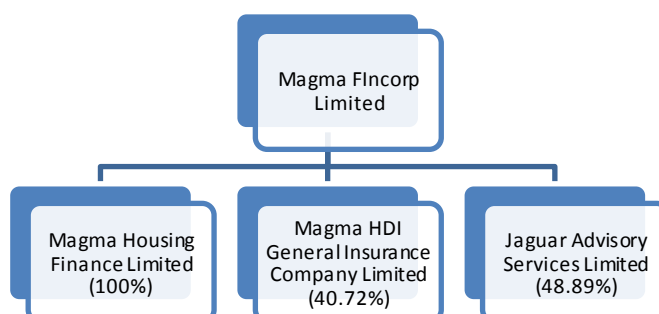 Magma FIncorp
Limited
Magma Housing
Finance Limited
(100%)
Magma HDI
General Insurance
Company Limited
(40.72%)
Jaguar Advisory
Services Limited
(48.89%)